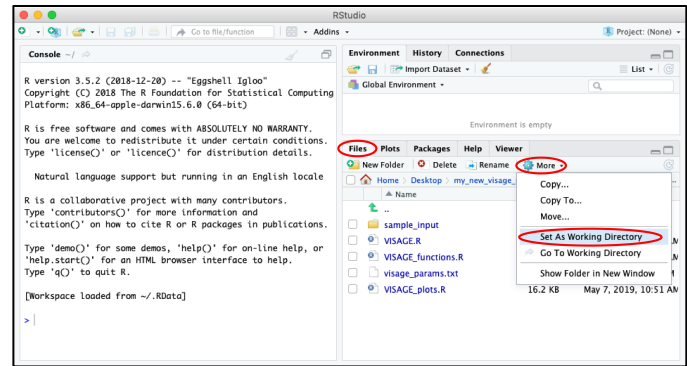 RStudio
Go to file/function
Addins
Project: (None)
Console ~/
R version 3.5.2 (2018-12-20) -- "Eggshell Igloo"
Copyright (C) 2018 The R Foundation for Statistical Computing
Platform: x86_64-apple-darwin15.6.0 (64-bit)
R is free software and comes with ABSOLUTELY NO WARRANTY.
You are welcome to redistribute it under certain conditions.
Type 'license()' or 'licence()' for distribution details.
Natural language support but running in an English locale
R is a collaborative project with many contributors.
Type 'contributors()' for more information and
'citation()' on how to cite R or R packages in publications.
Type 'demo()' for some demos, 'help()' for on-line help, or
'help.start()' for an HTML browser interface to help.
Type 'q()' to quit R.
[Workspace loaded from ~/.RData]
>
Environment History Connections
Import Dataset
List
Global Environment
Environment is empty
Files Plots Packages Help Viewer
New Folder Delete Rename More
Home Desktop my_new_visage_
Name
..
sample_input
VISAGE.R
VISAGE_functions.R
visage_params.txt
VISAGE_plots.R 16.2 KB May 7, 2019, 10:51 AM
Copy...
Copy To...
Move...
Set As Working Directory
Go To Working Directory
Show Folder in New Window